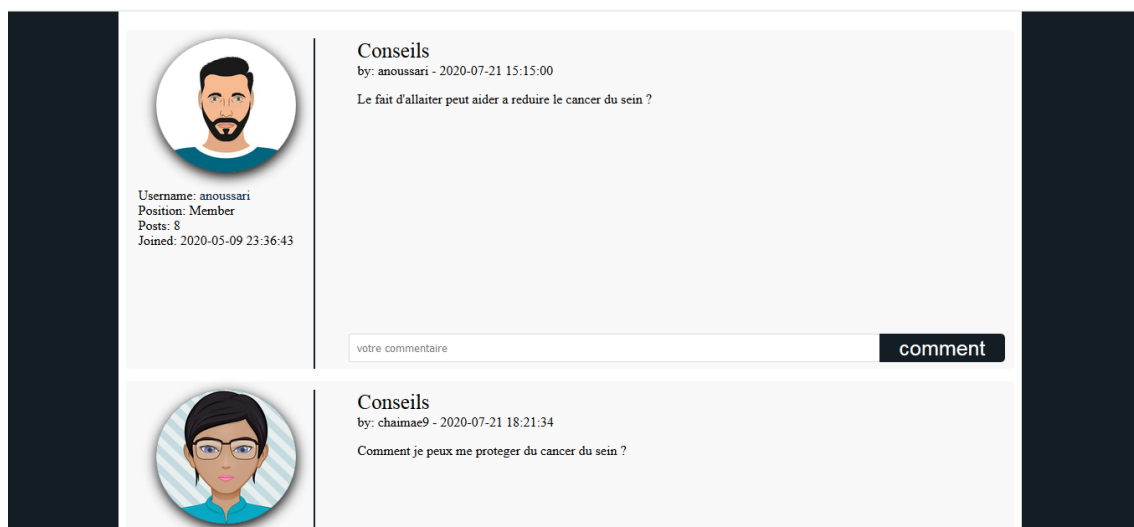 Conseils
by: anoussari - 2020-07-21 15:15:00
Le fait d'allaiter peut aider a reduire le cancer du sein ?
Username: anoussari
Position: Member
Posts: 8
Joined: 2020-05-09 23:36:43
votre commentaire
comment
Conseils
by: chaimae9 - 2020-07-21 18:21:34
Comment je peux me proteger du cancer du sein ?